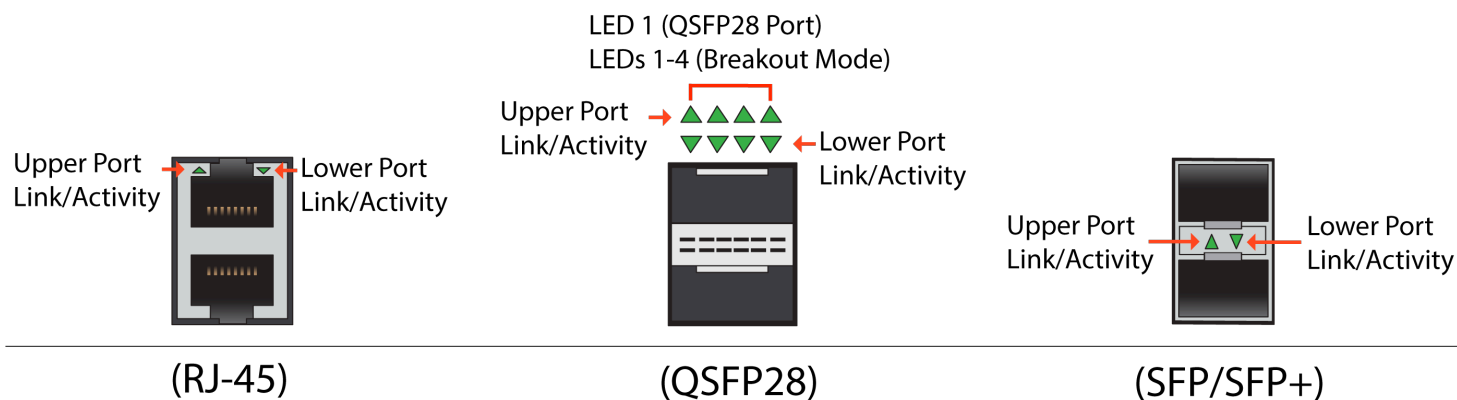 LED 1 (QSFP28 Port)
LEDs 1-4 (Breakout Mode)
Upper Port
Link/Activity
Lower Port
Link/Activity
Upper Port
Link/Activity
Lower Port
Link/Activity
Upper Port
Link/Activity
Lower Port
Link/Activity
(RJ-45)
(QSFP28)
(SFP/SFP+)